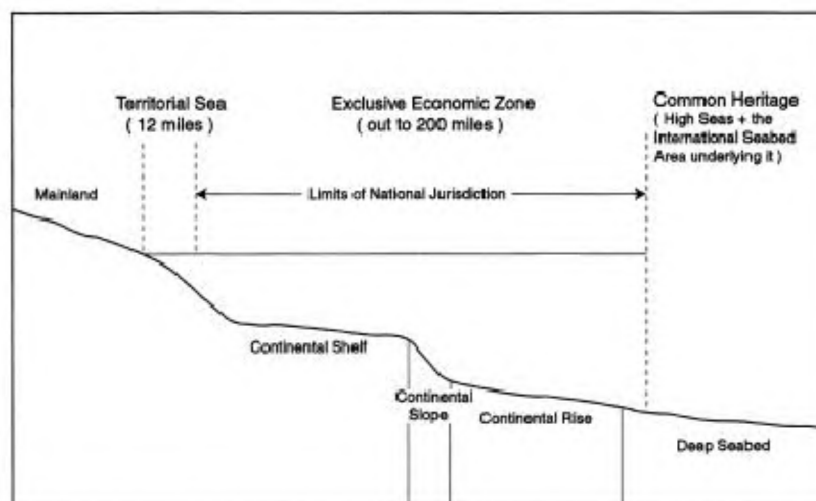 Territorial Sea
( 12 miles )
Exclusive Economic Zone
( out to 200 miles )
Common Heritage
( High Seas + the
International Seabed
Area underlying it )
Mainland
Limits of National Jurisdiction
Continental Shelf
Continental
Slope
Continental Rise
Deep Seabed